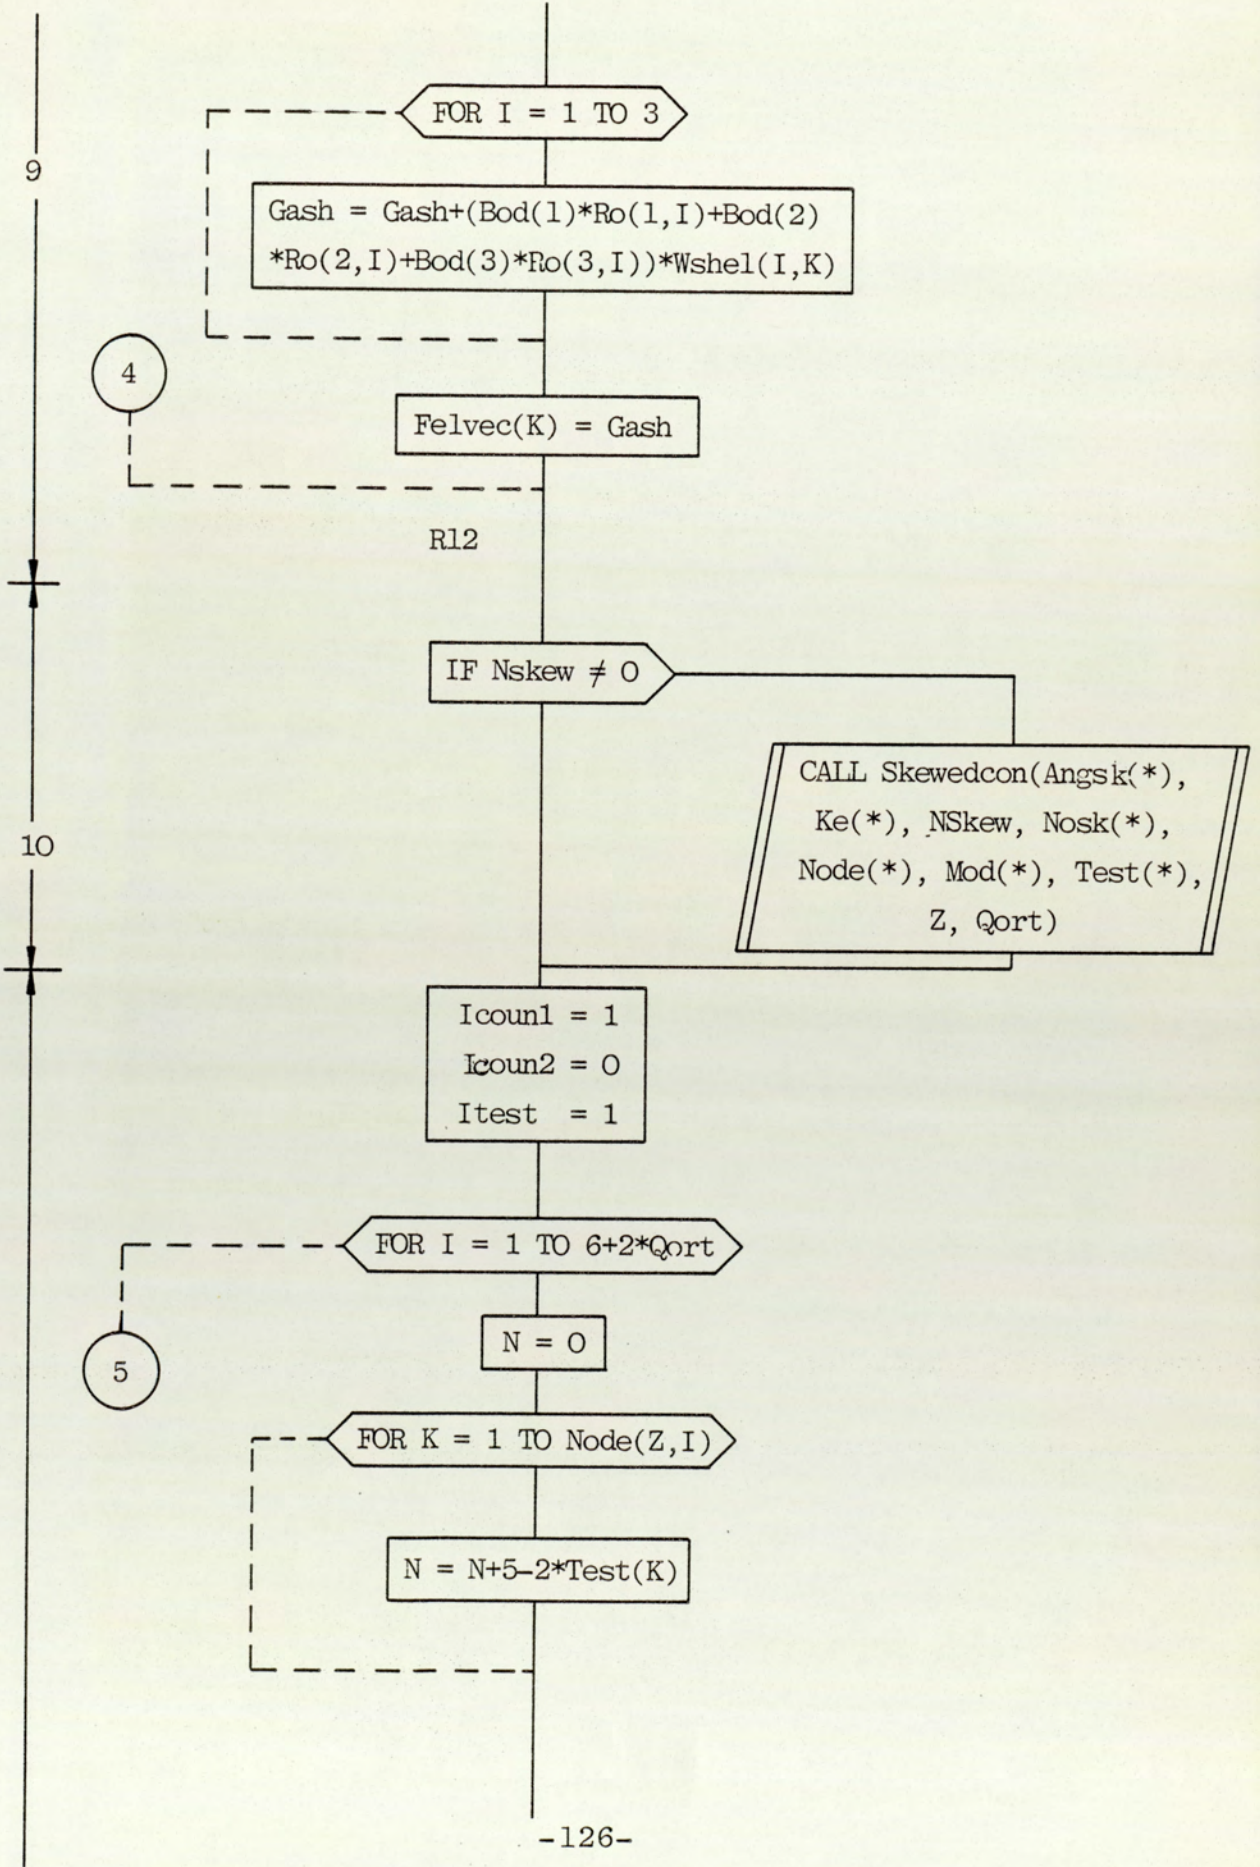 FOR I = 1 TO 3
9
Gash = Gash+(Bod(1)*Ro(1,I)+Bod(2)
*Ro(2,I)+Bod(3)*Ro(3,I))*Wshel(I,K)
4
Felvec(K) = Gash
R12
IF Nskew ≠ 0
CALL Skewedcon(Angsk(*),
Ke(*), NSkew, Nosk(*),
Node(*), Mod(*), Test(*),
Z, Qort)
10
Icoun1 = 1
Icoun2 = 0
Itest = 1
FOR I = 1 TO 6+2*Qort
N = 0
5
FOR K = 1 TO Node(Z,I)
N = N+5-2*Test(K)
-126-